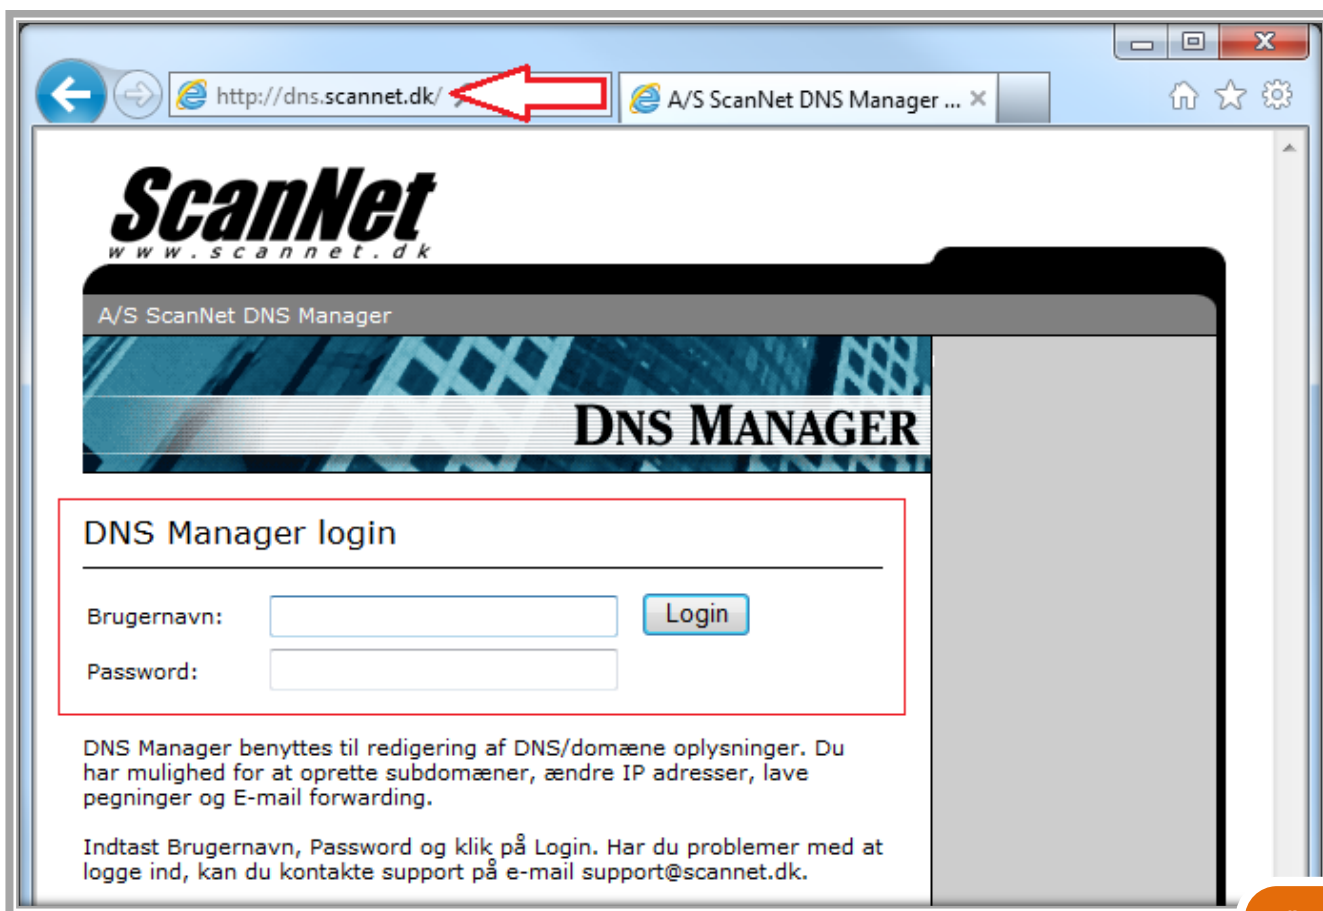 http://dns.scannet.dk/
A/S ScanNet DNS Manager ...
ScanNet
www.scannet.dk
A/S ScanNet DNS Manager
DNS MANAGER
DNS Manager login
Brugernavn:
Login
Password:
DNS Manager benyttes til redigering af DNS/domæne oplysninger. Du
har mulighed for at oprette subdomæner, ændre IP adresser, lave
pegninger og E-mail forwarding.
Indtast Brugernavn, Password og klik på Login. Har du problemer med at
logge ind, kan du kontakte support på e-mail support@scannet.dk.